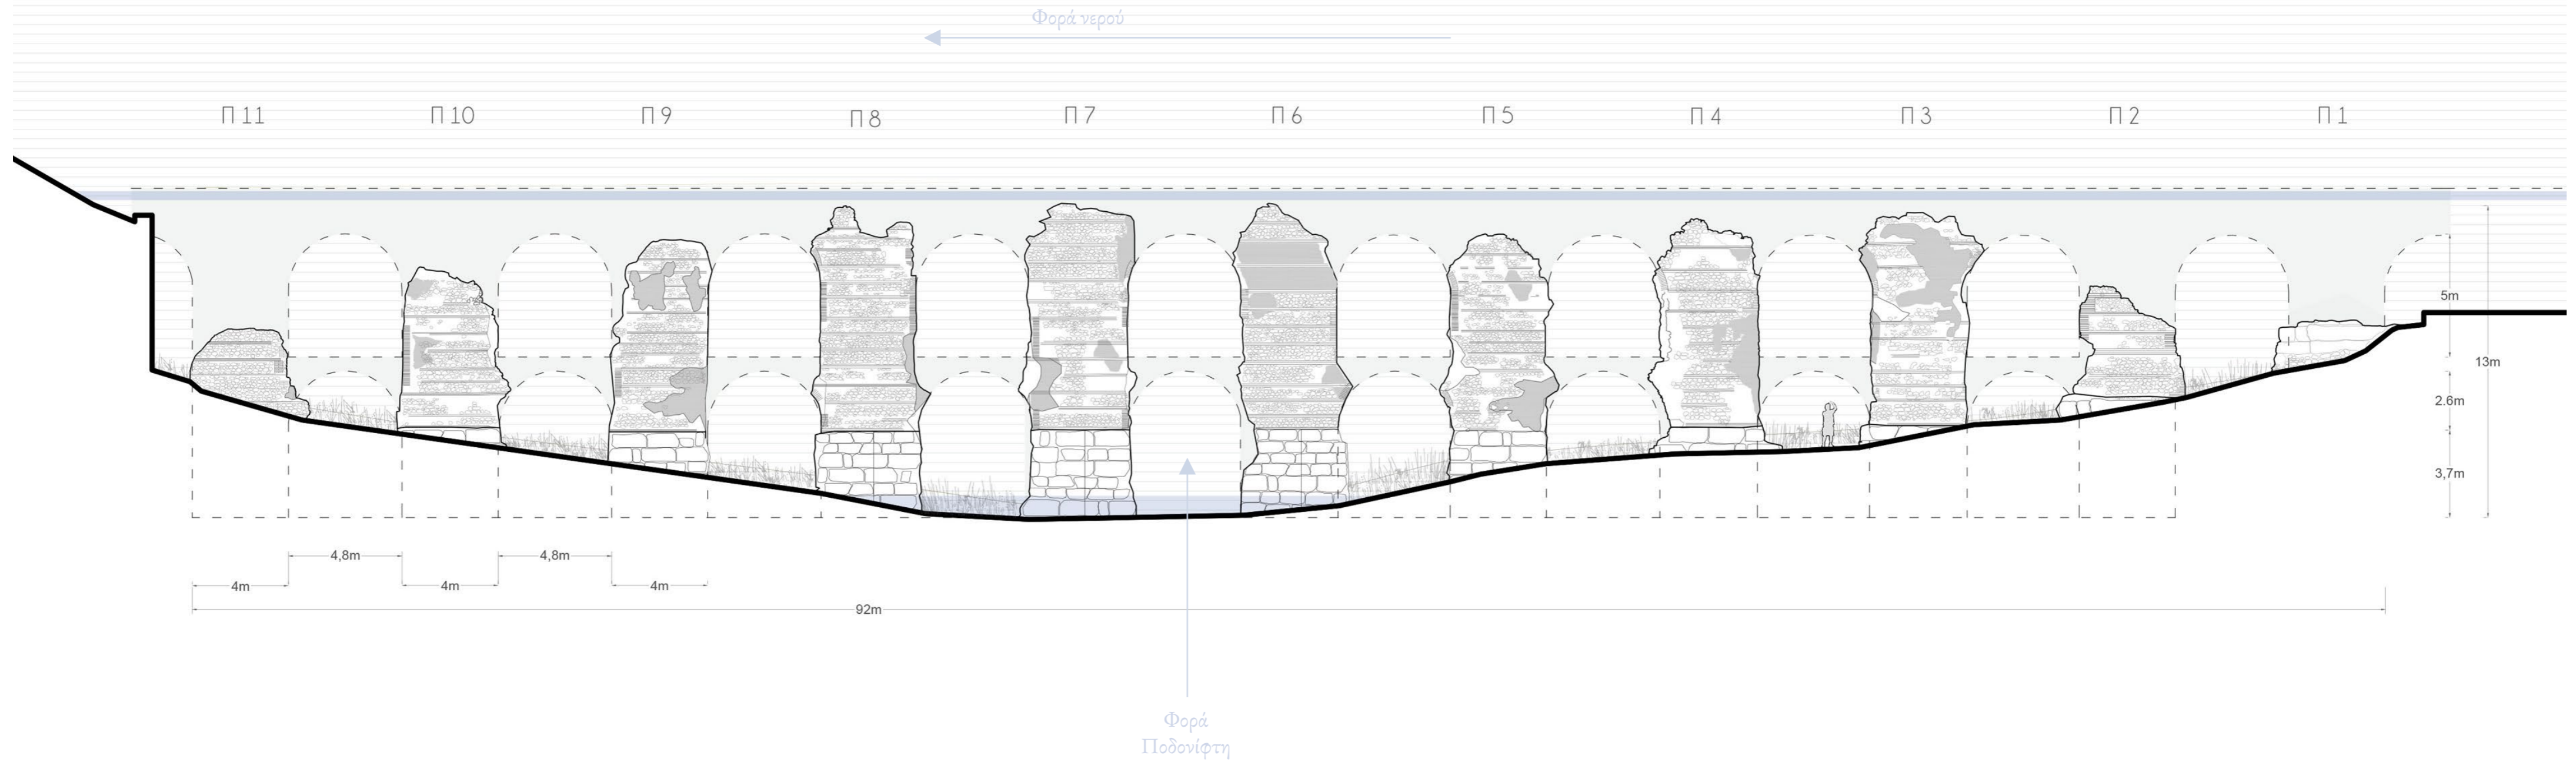 Φορά νερού
Π 11 Π 10 Π 9 Π 8 Π 7 Π 6 Π 5 Π 4 Π 3 Π 2 Π 1
5m
13m
2.6m
3,7m
4,8m 4,8m
4m 4m 4m
92m
Φορά
Ποδονίφτη